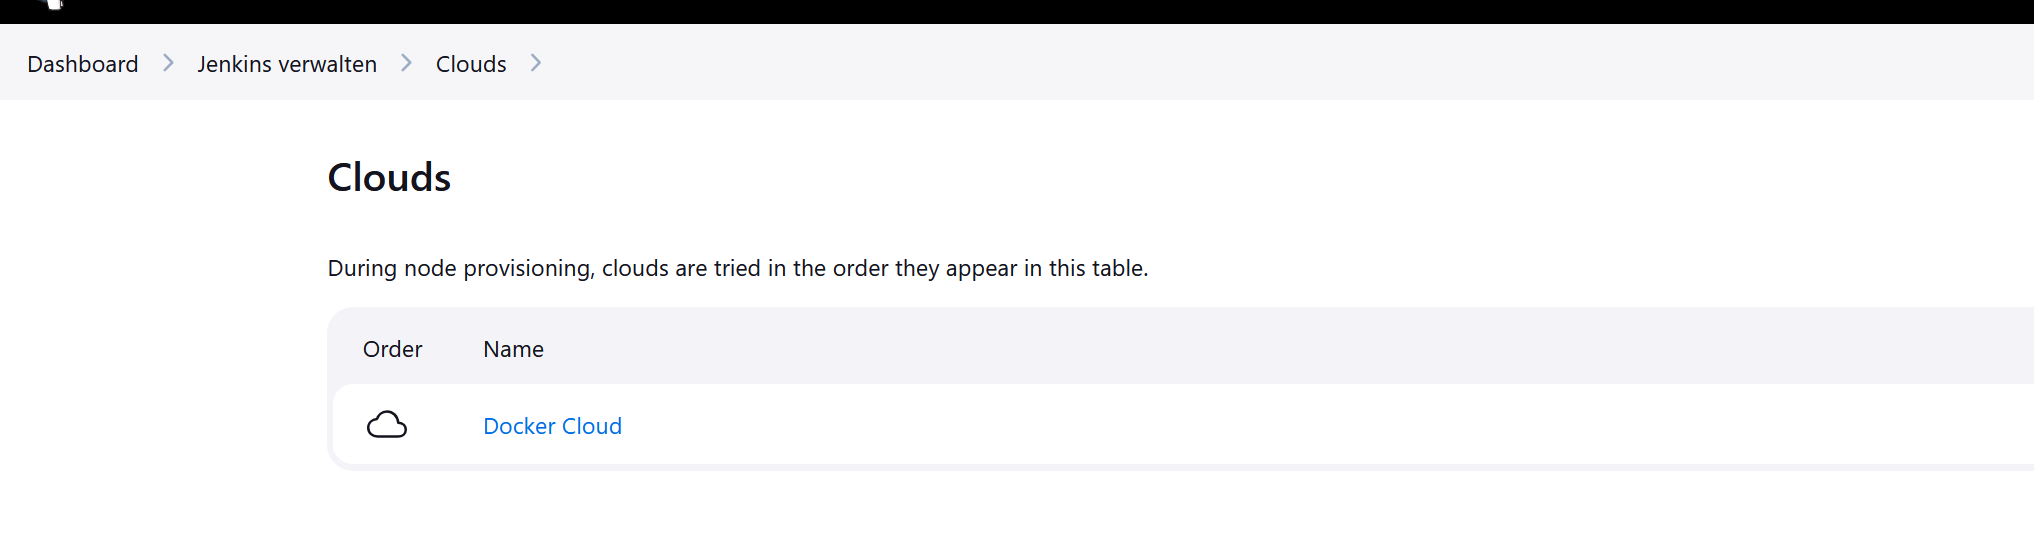 Dashboard Jenkins verwalten Clouds
Clouds
During node provisioning, clouds are tried in the order they appear in this table.
Order Name
Docker Cloud